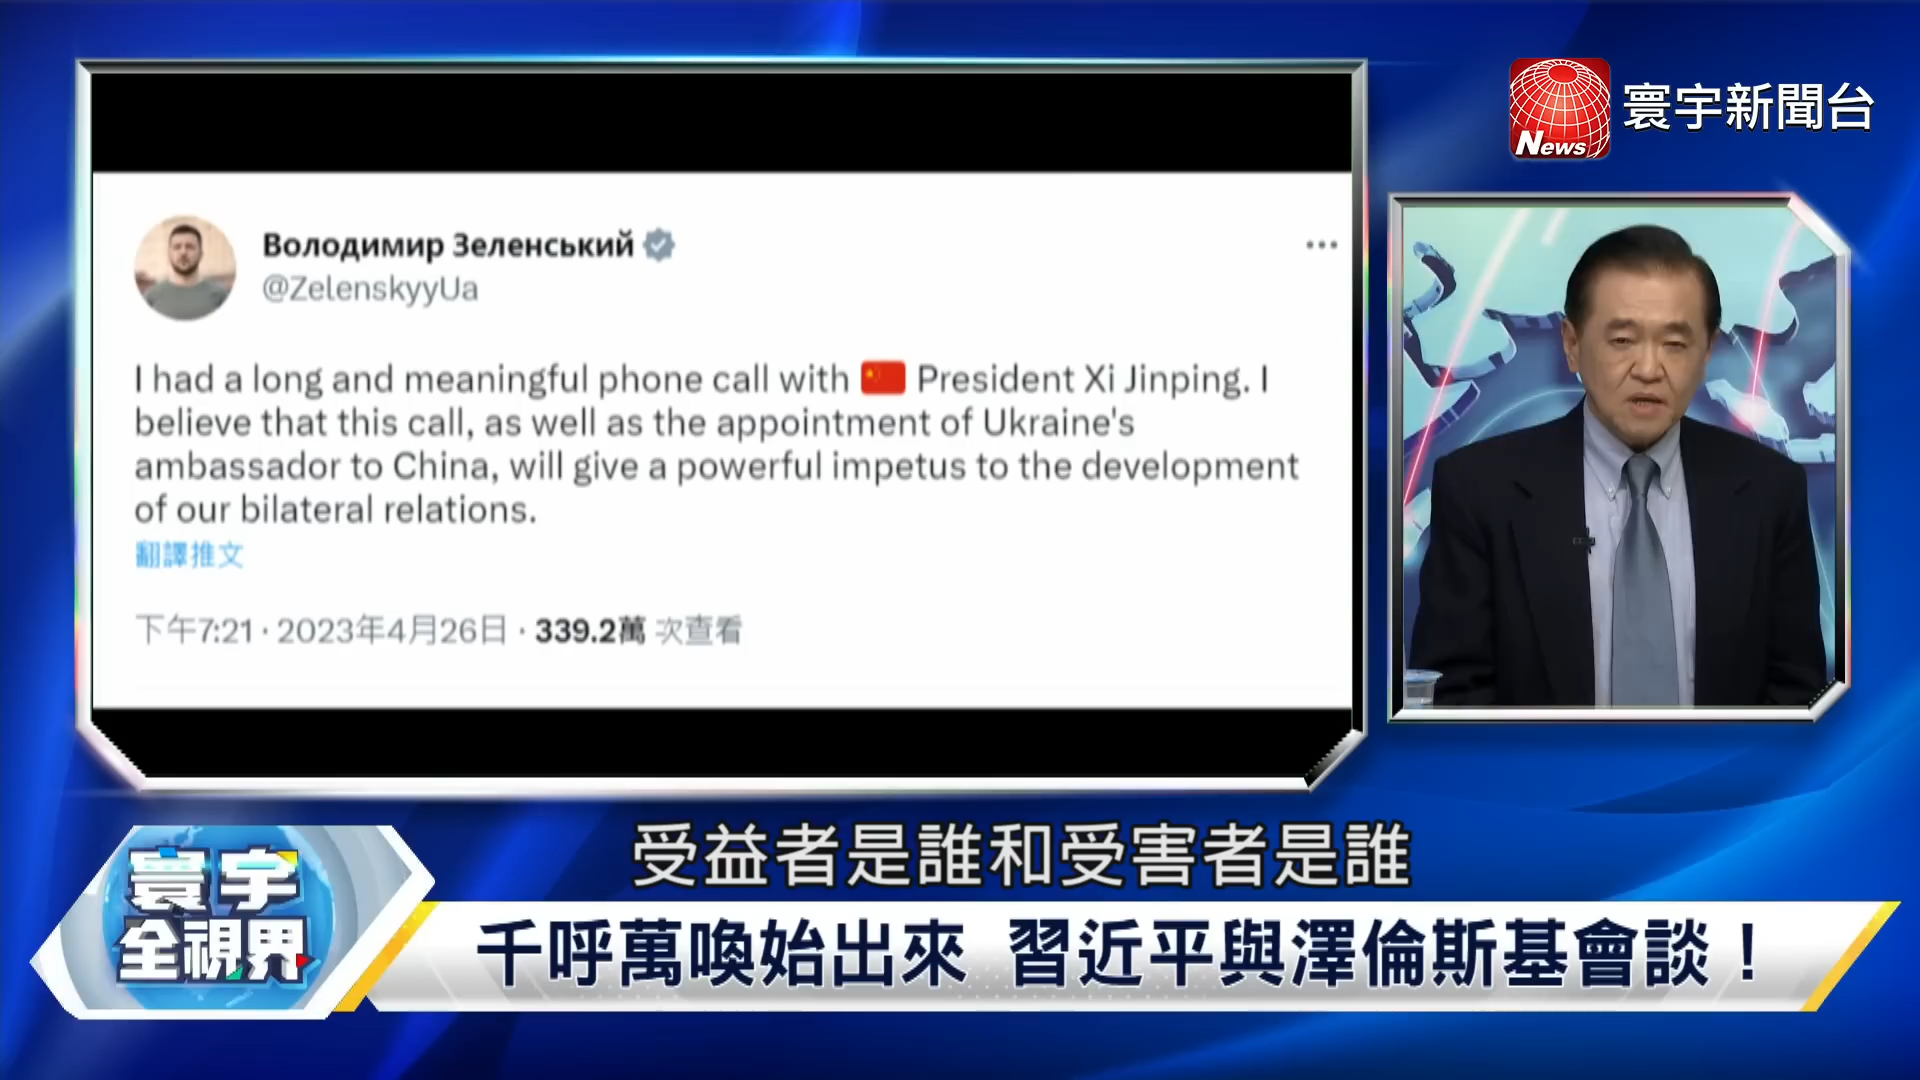 News 寰宇新聞台
Володимир Зеленський
@ZelenskyyUa
I had a long and meaningful phone call with 🇨🇳 President Xi Jinping. I
believe that this call, as well as the appointment of Ukraine's
ambassador to China, will give a powerful impetus to the development
of our bilateral relations.
翻譯推文
下午7:21 · 2023年4月26日 · 339.2萬 次查看
受益者是誰和受害者是誰
寰宇
全視界
千呼萬喚始出來 習近平與澤倫斯基會談！